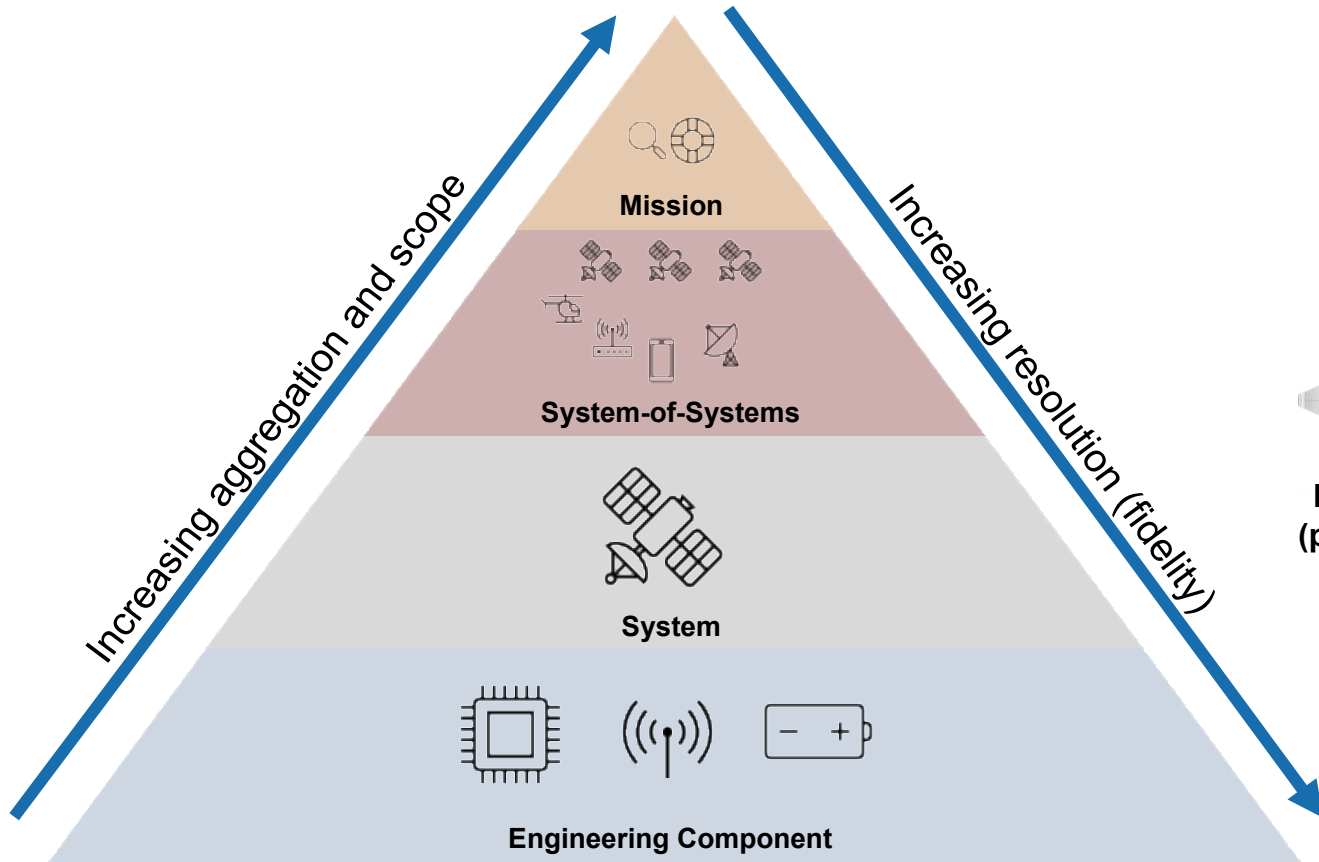 Increasing aggregation and scope
Increasing resolution (fidelity)
Mission
System-of-Systems
System
Engineering Component